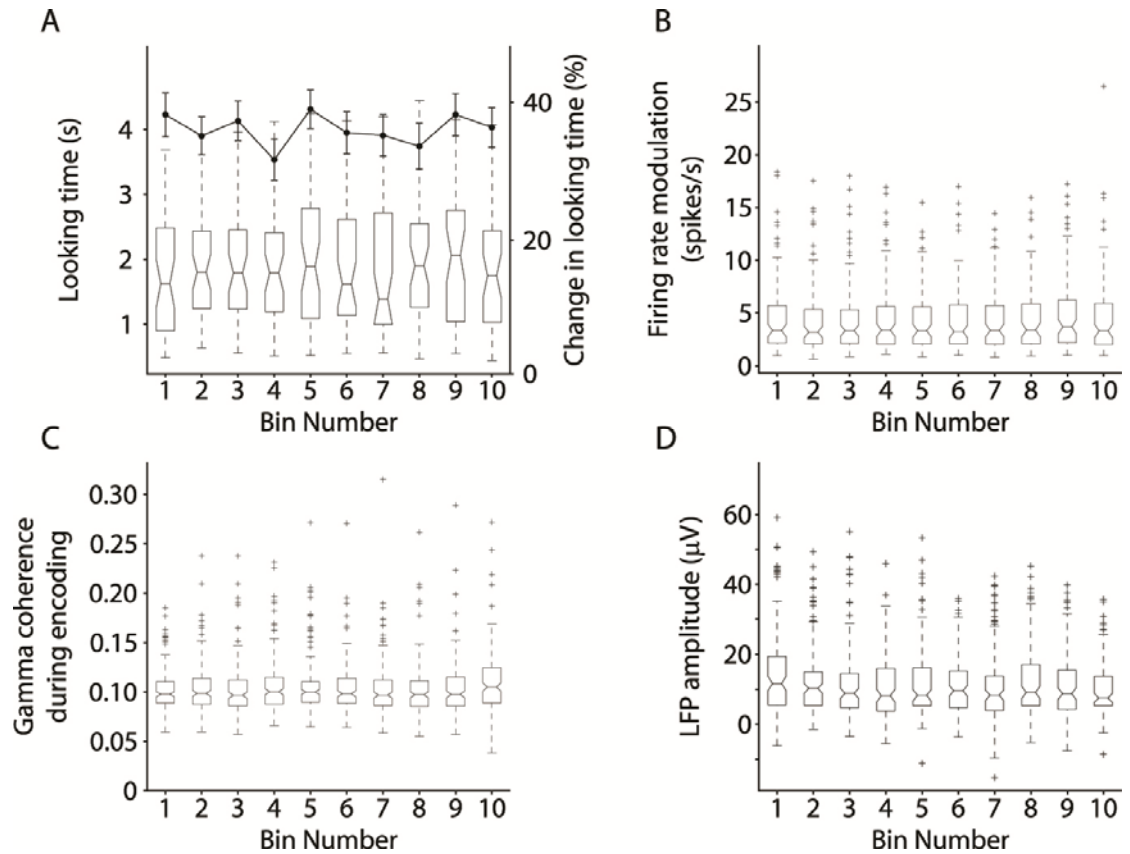 A
Looking time (s)
4
3
2
1
Change in looking time (%)
40
20
0
1 2 3 4 5 6 7 8 9 10
Bin Number
B
Firing rate modulation
(spikes/s)
25
20
15
10
5
0
1 2 3 4 5 6 7 8 9 10
Bin Number
C
Gamma coherence
during encoding
0.30
0.25
0.20
0.15
0.10
0.05
0
1 2 3 4 5 6 7 8 9 10
Bin Number
D
LFP amplitude (µV)
60
40
20
0
1 2 3 4 5 6 7 8 9 10
Bin Number